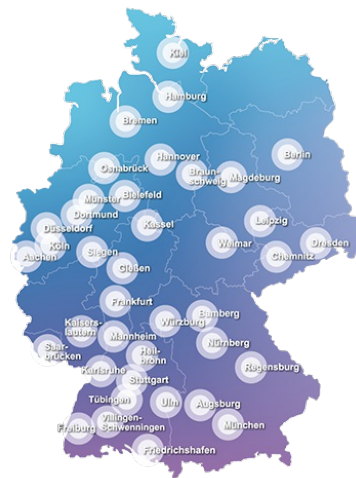 Kiel
Hamburg
Bremen
Hannover
Berlin
Osnabrück
Braun-
schweig
Magdeburg
Bielefeld
Münster
Dortmund
Leipzig
Kassel
Düsseldorf
Köln
Weimar
Dresden
Siegen
Aachen
Chemnitz
Gießen
Frankfurt
Bamberg
Würzburg
Kaisers-
lautern
Mannheim
Nürnberg
Saar-
brücken
Heil-
bronn
Karlsruhe
Regensburg
Stuttgart
Tübingen
Ulm
Augsburg
Villingen-
Schwenningen
Freiburg
München
Friedrichshafen